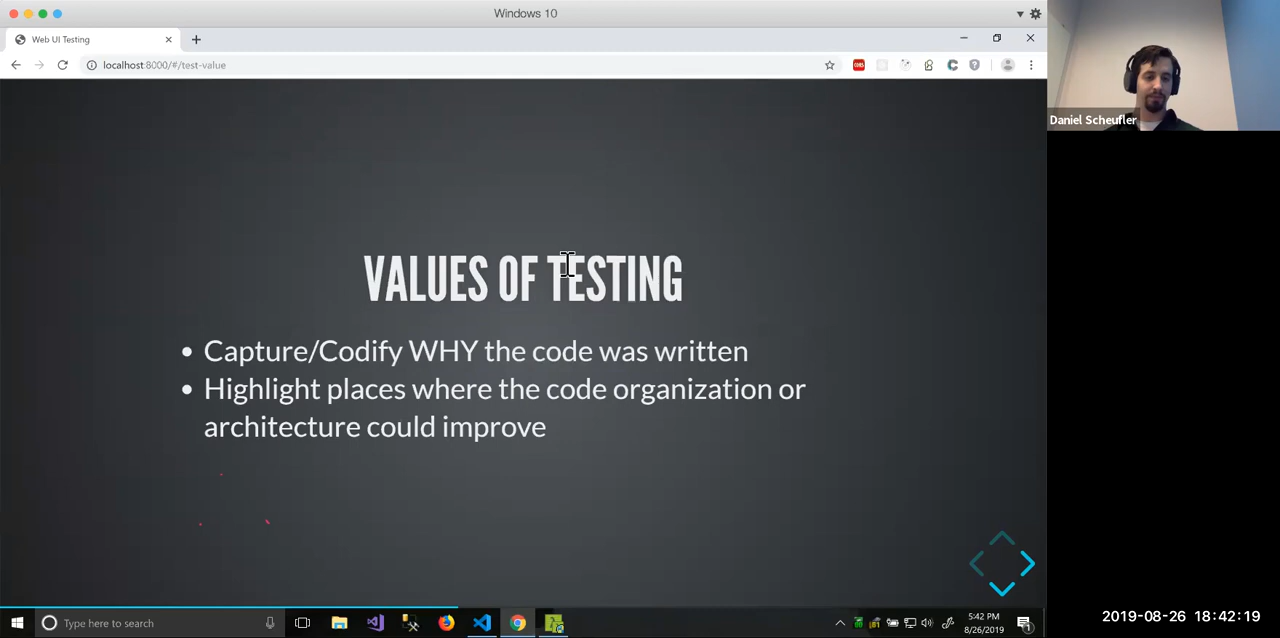 Windows 10
Web UI Testing
localhost:8000/#/test-value
CORS
Daniel Scheufler
VALUES OF TESTING
Capture/Codify WHY the code was written
Highlight places where the code organization or
architecture could improve
Type here to search
5:42 PM
8/26/2019
2019-08-26 18:42:19